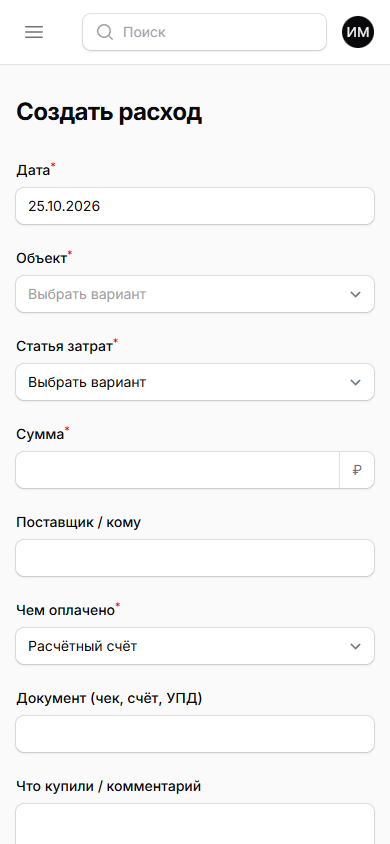 Поиск
ИМ
Создать расход
Дата*
25.10.2026
Объект*
Выбрать вариант
Статья затрат*
Выбрать вариант
Сумма*
₽
Поставщик / кому
Чем оплачено*
Расчётный счёт
Документ (чек, счёт, УПД)
Что купили / комментарий